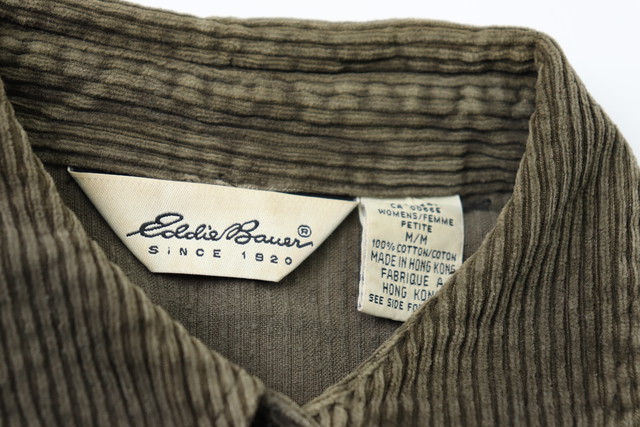 Eddie Bauer®
SINCE 1920
WOMENS/FEMME
PETITE
M/M
100% COTTON/COTON
MADE IN HONG KONG
FABRIQUE A
HONG KONG
SEE SIDE